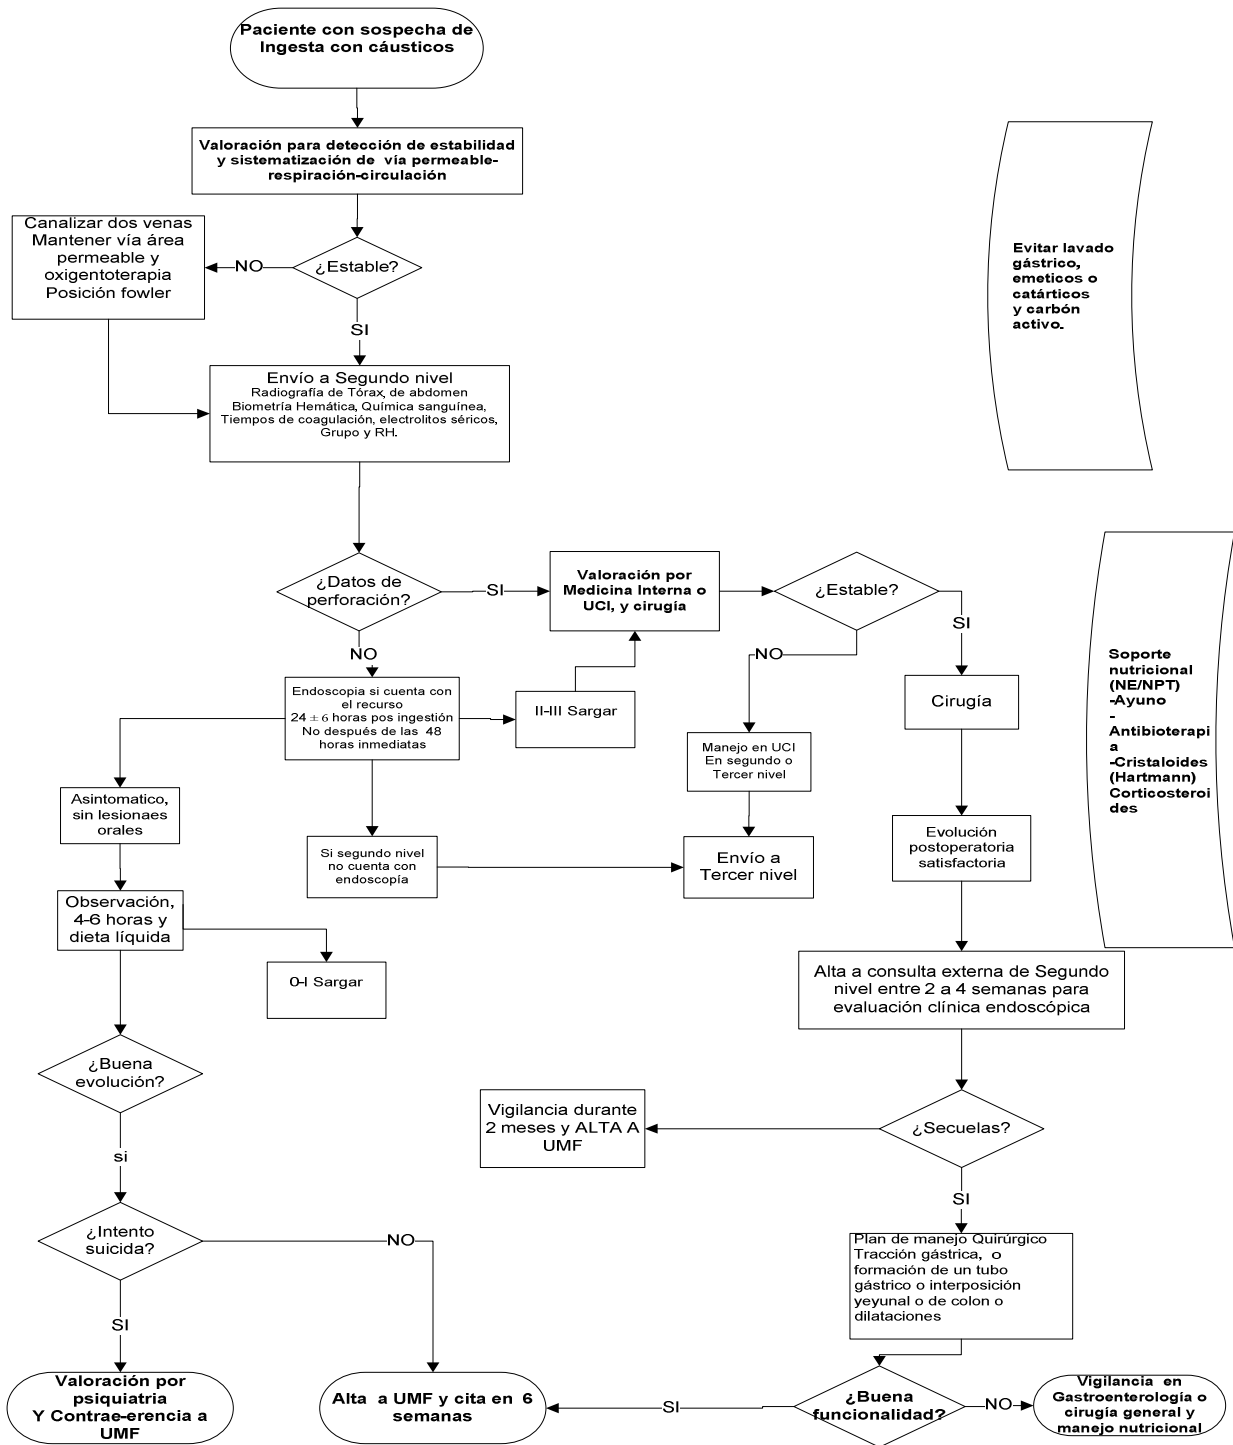 Paciente con sospecha de
Ingesta con cáusticos
Valoración para detección de estabilidad
y sistematización de vía permeable-
respiración-circulación
Canalizar dos venas
Mantener vía área
permeable y
oxigentoterapia
Posición fowler
NO
¿Estable?
SI
Evitar lavado
gástrico,
emeticos o
catárticos
y carbón
activo.
Envío a Segundo nivel
Radiografía de Tórax, de abdomen
Biometría Hemática, Química sanguínea,
Tiempos de coagulación, electrolitos séricos,
Grupo y RH.
¿Datos de
perforación?
SI
Valoración por
Medicina Interna o
UCI, y cirugía
¿Estable?
SI
NO
NO
Endoscopia si cuenta con
el recurso
24 ± 6 horas pos ingestión
No después de las 48
horas inmediatas
II-III Sargar
Cirugía
Soporte
nutricional
(NE/NPT)
-Ayuno
-
Antibioterapi
a
-Cristaloides
(Hartmann)
Corticosteroi
des
Manejo en UCI
En segundo o
Tercer nivel
Asintomatico,
sin lesionaes
orales
Si segundo nivel
no cuenta con
endoscopía
Envío a
Tercer nivel
Evolución
postoperatoria
satisfactoria
Observación,
4-6 horas y
dieta líquida
0-I Sargar
Alta a consulta externa de Segundo
nivel entre 2 a 4 semanas para
evaluación clínica endoscópica
¿Buena
evolución?
Vigilancia durante
2 meses y ALTA A
UMF
¿Secuelas?
si
SI
¿Intento
suicida?
NO
Plan de manejo Quirúrgico
Tracción gástrica, o
formación de un tubo
gástrico o interposición
yeyunal o de colon o
dilataciones
SI
Valoración por
psiquiatria
Y Contrae-erencia a
UMF
Alta a UMF y cita en 6
semanas
SI
¿Buena
funcionalidad?
NO
Vigilancia en
Gastroenterología o
cirugía general y
manejo nutricional